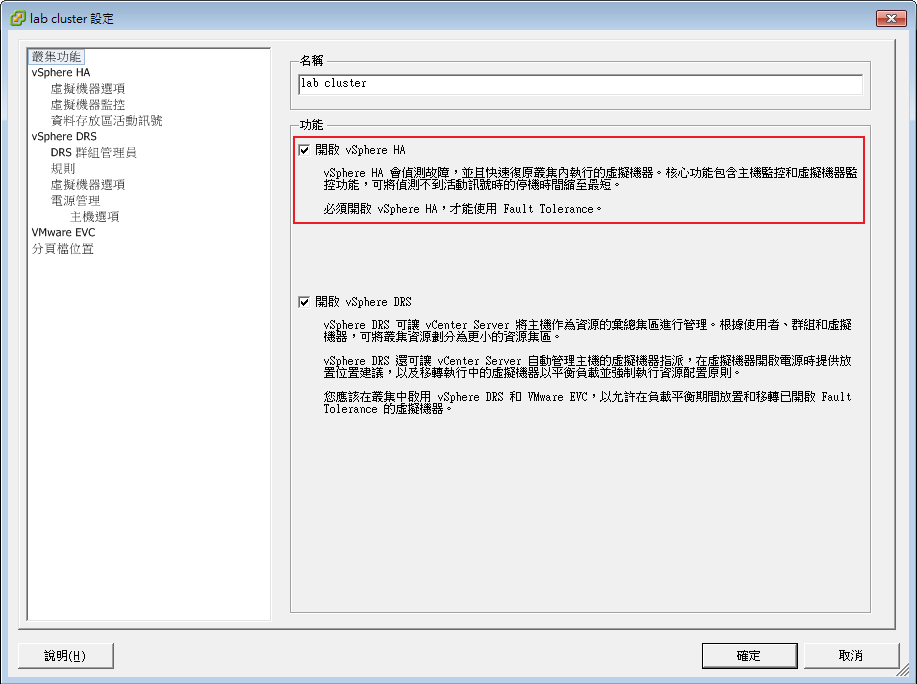 lab cluster 設定
叢集功能
vSphere HA
虛擬機器選項
虛擬機器監控
資料存放區活動訊號
vSphere DRS
DRS 群組管理員
規則
虛擬機器選項
電源管理
主機選項
VMware EVC
分頁檔位置
名稱
lab cluster
功能
開啟 vSphere HA
vSphere HA 會偵測故障，並且快速復原叢集內執行的虛擬機器。核心功能包含主機監控和虛擬機器監
控功能，可將偵測不到活動訊號時的停機時間縮至最短。
必須開啟 vSphere HA，才能使用 Fault Tolerance。
開啟 vSphere DRS
vSphere DRS 可讓 vCenter Server 將主機作為資源的彙總集區進行管理。根據使用者、群組和虛擬
機器，可將叢集資源劃分為更小的資源集區。
vSphere DRS 還可讓 vCenter Server 自動管理主機的虛擬機器指派，在虛擬機器開啟電源時提供放
置位置建議，以及移轉執行中的虛擬機器以平衡負載並強制執行資源配置原則。
您應該在叢集中啟用 vSphere DRS 和 VMware EVC，以允許在負載平衡期間放置和移轉已開啟 Fault
Tolerance 的虛擬機器。
說明(H)
確定
取消